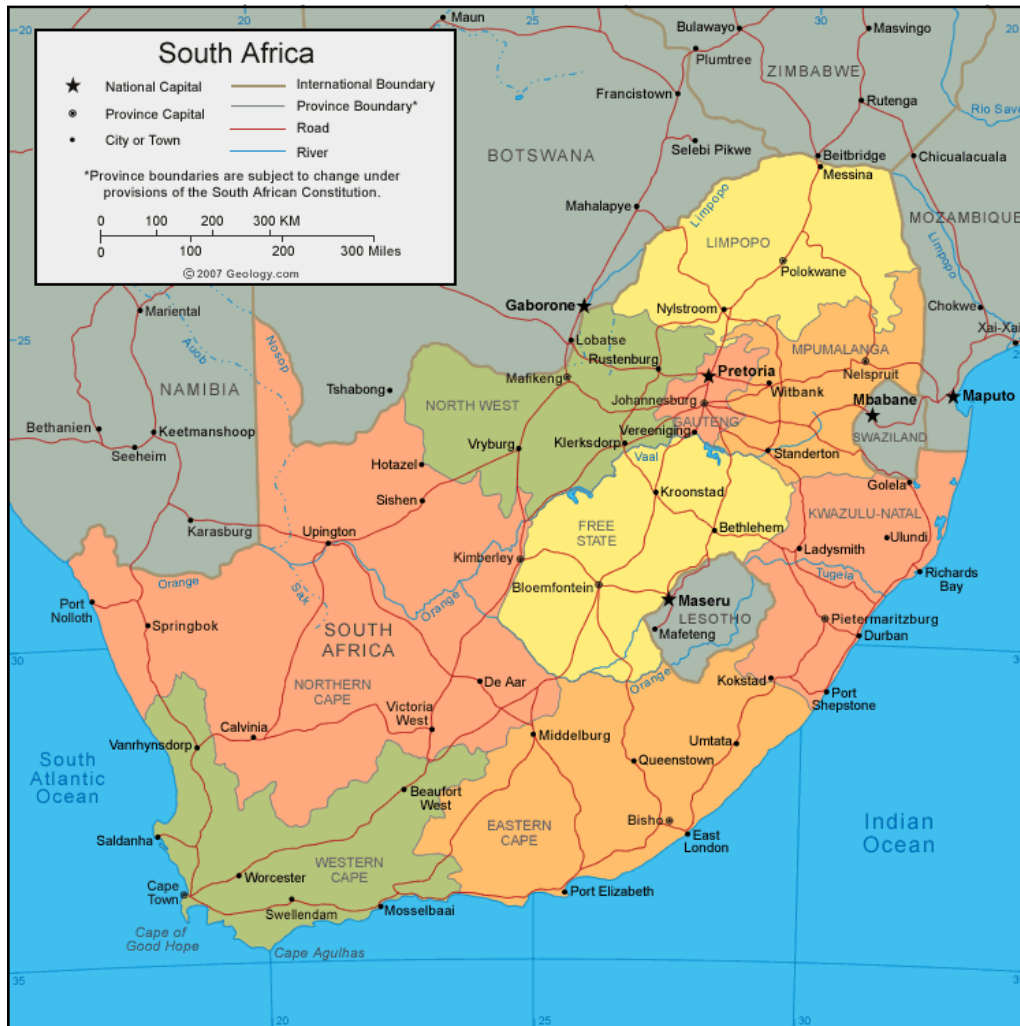 20
20
25
30
Maun
Bulawayo
Masvingo
Plumtree
ZIMBABWE
Francistown
Rutenga
Rio Save
South Africa
National Capital
International Boundary
Province Capital
Province Boundary*
City or Town
Road
River
*Province boundaries are subject to change under
provisions of the South African Constitution.
0 100 200 300 KM
0 100 200 300 Miles
© 2007 Geology.com
BOTSWANA
Selebi Pikwe
Beitbridge
Messina
Chicualacuala
Mahalapye
Limpopo
LIMPOPO
MOZAMBIQUE
Limpopo
Polokwane
Gaborone
Nylstroom
Chokwe
Mariental
Xai-Xai
25
25
Auob
Nosop
Lobatse
Rustenburg
MPUMALANGA
Nelspruit
NAMIBIA
Tshabong
Mafikeng
Pretoria
Witbank
NORTH WEST
Johannesburg
Mbabane
Maputo
Bethanien
Keetmanshoop
GAUTENG
Vereeniging
SWAZILAND
Seeheim
Vryburg
Klerksdorp
Vaal
Standerton
Hotazel
Golela
Sishen
Kroonstad
KWAZULU-NATAL
Karasburg
Upington
FREE
STATE
Bethlehem
Ulundi
Ladysmith
Kimberley
Orange
Sak
Orange
Bloemfontein
Tugela
Richards
Bay
Port
Nolloth
Maseru
LESOTHO
Springbok
SOUTH
AFRICA
Mafeteng
Pietermaritzburg
Durban
30
30
Orange
Kokstad
NORTHERN
CAPE
De Aar
Port
Shepstone
Calvinia
Victoria
West
Vanrhynsdorp
Middelburg
Umtata
South
Atlantic
Ocean
Queenstown
Beaufort
West
Saldanha
EASTERN
CAPE
Bisho
East
London
Indian
Ocean
WESTERN
CAPE
Cape
Town
Worcester
Port Elizabeth
Swellendam
Mosselbaai
Cape of
Good Hope
Cape Agulhas
35
35
20
25
30